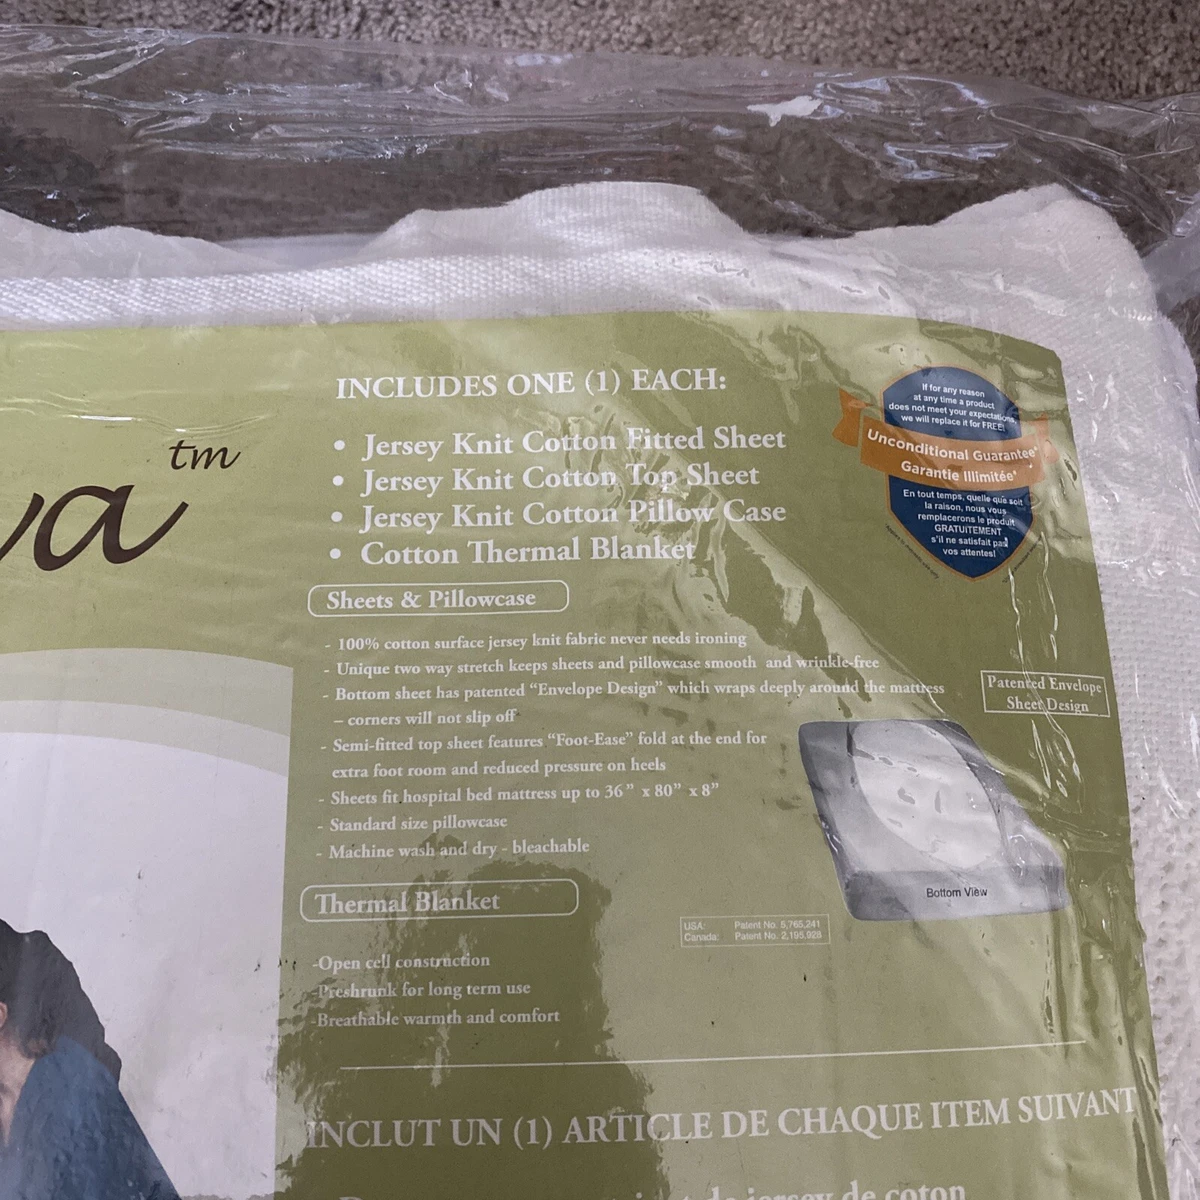 va tm
INCLUDES ONE (1) EACH:
• Jersey Knit Cotton Fitted Sheet
• Jersey Knit Cotton Top Sheet
• Jersey Knit Cotton Pillow Case
• Cotton Thermal Blanket
If for any reason
at any time a product
does not meet your expectations,
we will replace it for FREE!
Unconditional Guarantee*
Garantie Illimitée*
En tout temps, quelle que soit
la raison, nous vous
remplacerons le produit
GRATUITEMENT
s'il ne satisfait pas
vos attentes!
Sheets & Pillowcase
- 100% cotton surface jersey knit fabric never needs ironing
- Unique two way stretch keeps sheets and pillowcase smooth and wrinkle-free
- Bottom sheet has patented “Envelope Design” which wraps deeply around the mattress
– corners will not slip off
- Semi-fitted top sheet features “Foot-Ease” fold at the end for
extra foot room and reduced pressure on heels
- Sheets fit hospital bed mattress up to 36” x 80” x 8”
- Standard size pillowcase
- Machine wash and dry - bleachable
Patented Envelope
Sheet Design
Bottom View
Thermal Blanket
USA: Patent No. 5,765,241
Canada: Patent No. 2,195,928
-Open cell construction
-Preshrunk for long term use
-Breathable warmth and comfort
INCLUT UN (1) ARTICLE DE CHAQUE ITEM SUIVANT
de jersey de coton